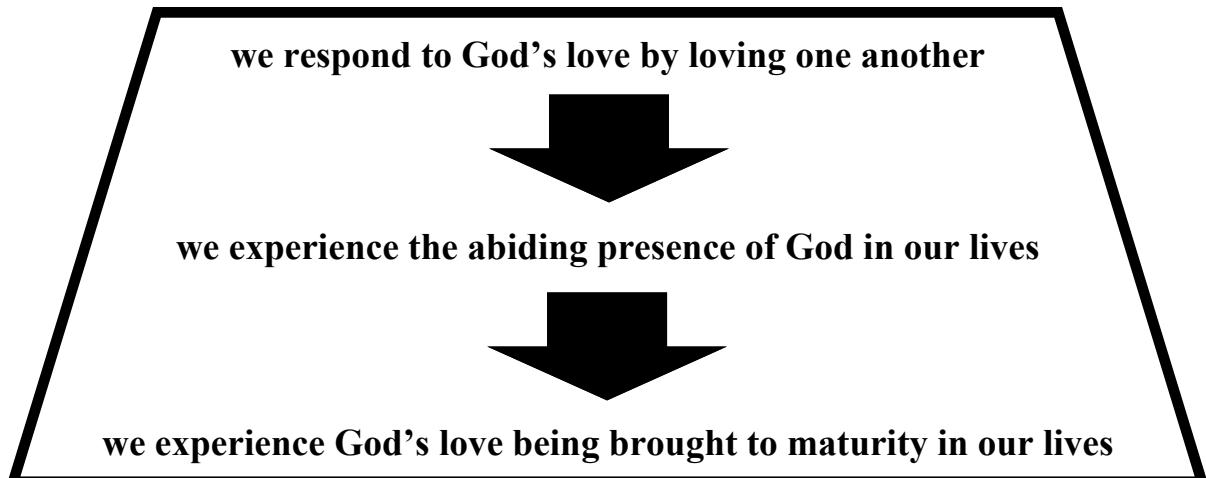 we respond to God’s love by loving one another
we experience the abiding presence of God in our lives
we experience God’s love being brought to maturity in our lives